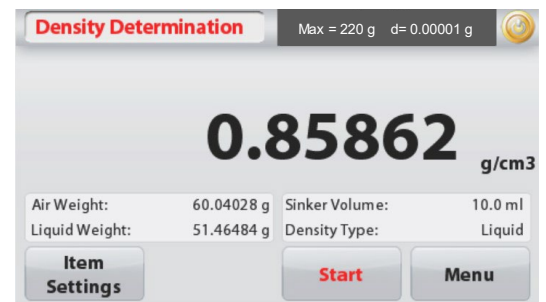 Density Determination Max = 220 g d= 0.00001 g
0.85862 g/cm3
Air Weight: 60.04028 g Sinker Volume: 10.0 ml
Liquid Weight: 51.46484 g Density Type: Liquid
Item Settings Start Menu